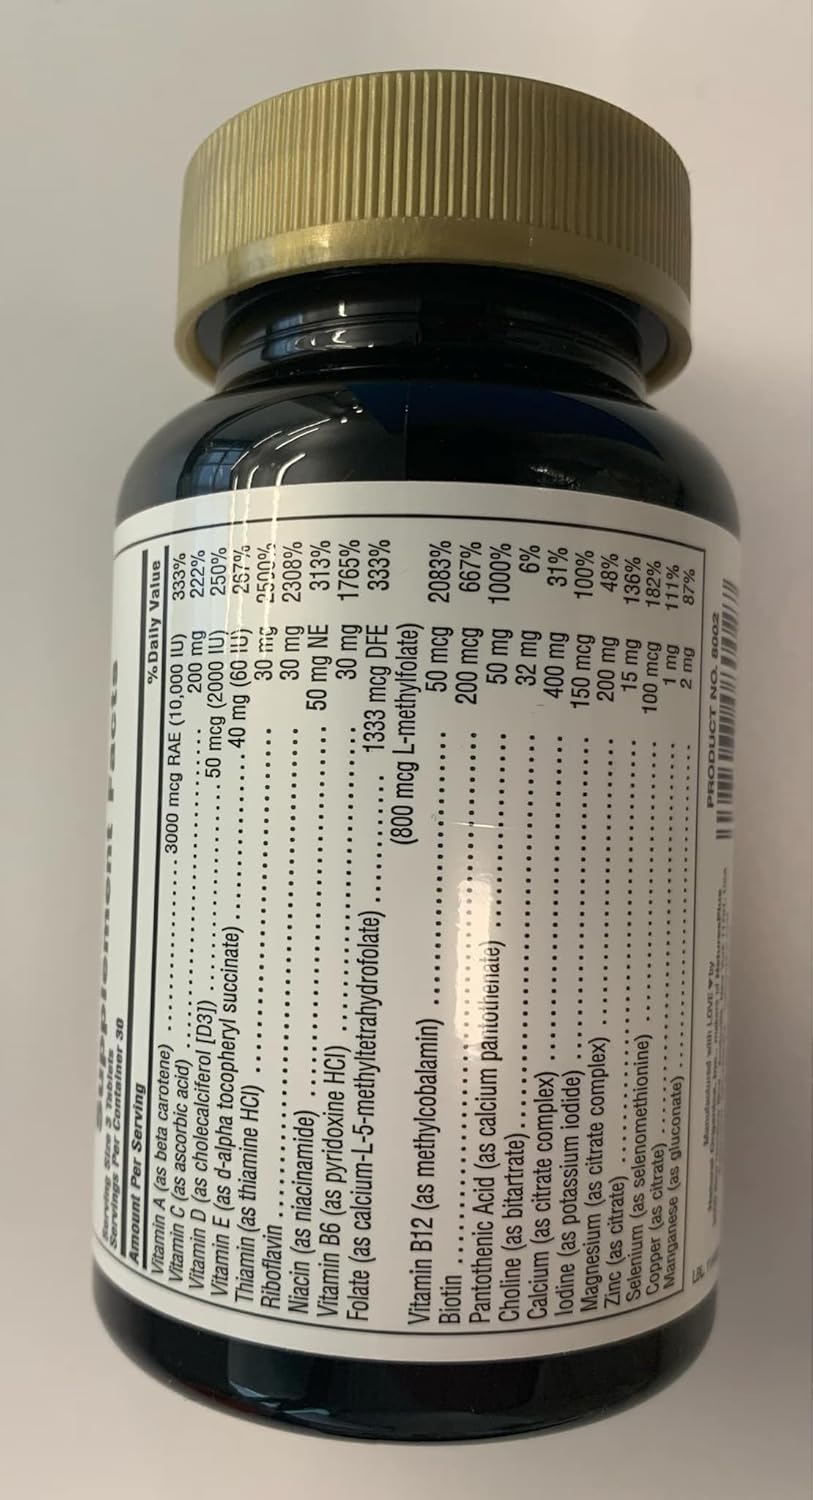 Supplement Facts
Serving Size 3 Tablets
Servings Per Container 30
Amount Per Serving % Daily Value
Vitamin A (as beta carotene) 3000 mcg RAE (10,000 IU) 333%
Vitamin C (as ascorbic acid) 200 mg 222%
Vitamin D (as cholecalciferol [D3]) 50 mcg (2000 IU) 250%
Vitamin E (as d-alpha tocopheryl succinate) 40 mg (60 IU) 267%
Thiamin (as thiamine HCl) 30 mg 2500%
Riboflavin 30 mg 2308%
Niacin (as niacinamide) 50 mg NE 313%
Vitamin B6 (as pyridoxine HCl) 30 mg 1765%
Folate (as calcium-L-5-methyltetrahydrofolate) 1333 mcg DFE 333%
(800 mcg L-methylfolate)
Vitamin B12 (as methylcobalamin) 50 mcg 2083%
Biotin 200 mcg 667%
Pantothenic Acid (as calcium pantothenate) 50 mg 1000%
Choline (as bitartrate) 32 mg 6%
Calcium (as citrate complex) 400 mg 31%
Iodine (as potassium iodide) 150 mcg 100%
Magnesium (as citrate complex) 200 mg 48%
Zinc (as citrate) 15 mg 136%
Selenium (as selenomethionine) 100 mcg 182%
Copper (as citrate) 1 mg 111%
Manganese (as gluconate) 2 mg 87%
Manufactured with LOVE ♥ by
PRODUCT NO. 8002